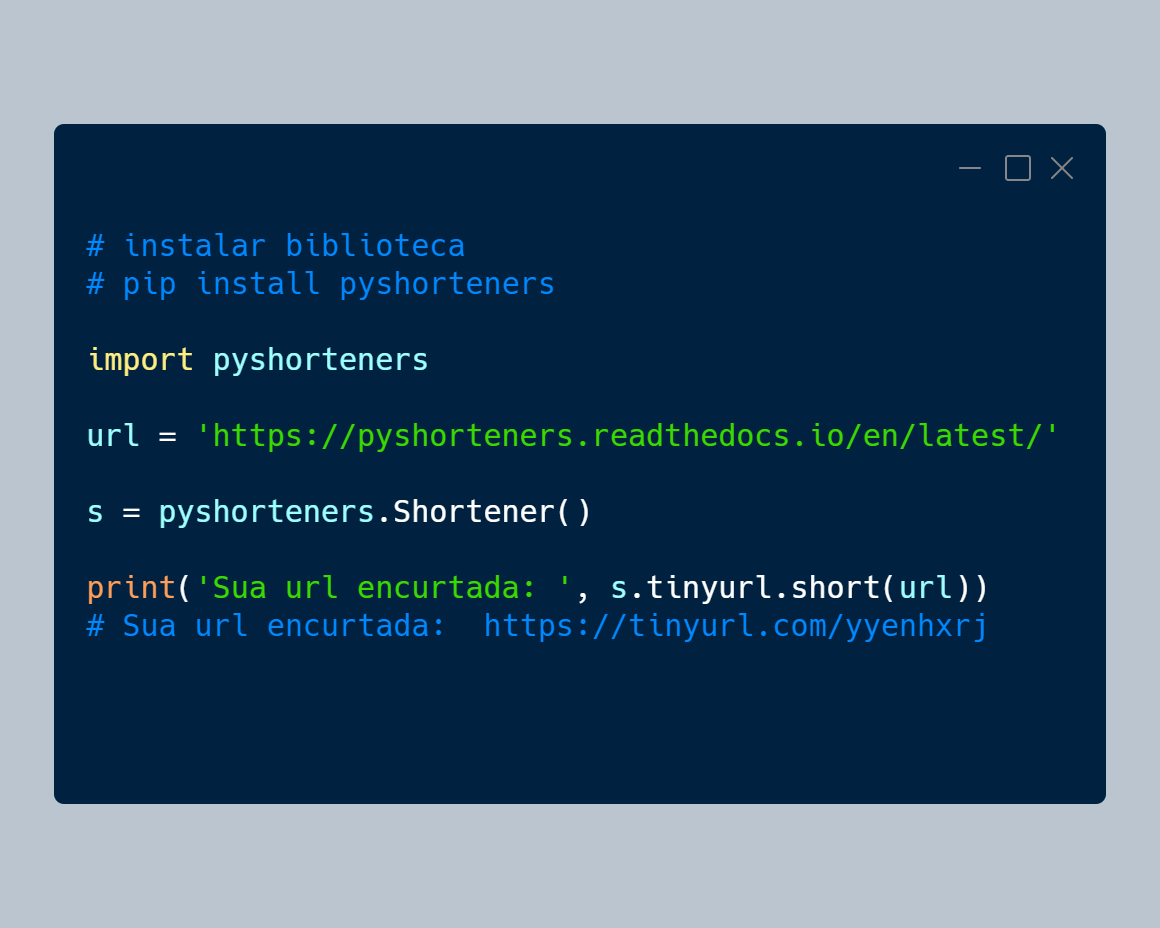 # instalar biblioteca
# pip install pyshorteners
import pyshorteners
url = 'https://pyshorteners.readthedocs.io/en/latest/'
s = pyshorteners.Shortener()
print('Sua url encurtada: ', s.tinyurl.short(url))
# Sua url encurtada:  https://tinyurl.com/yyenhxrj